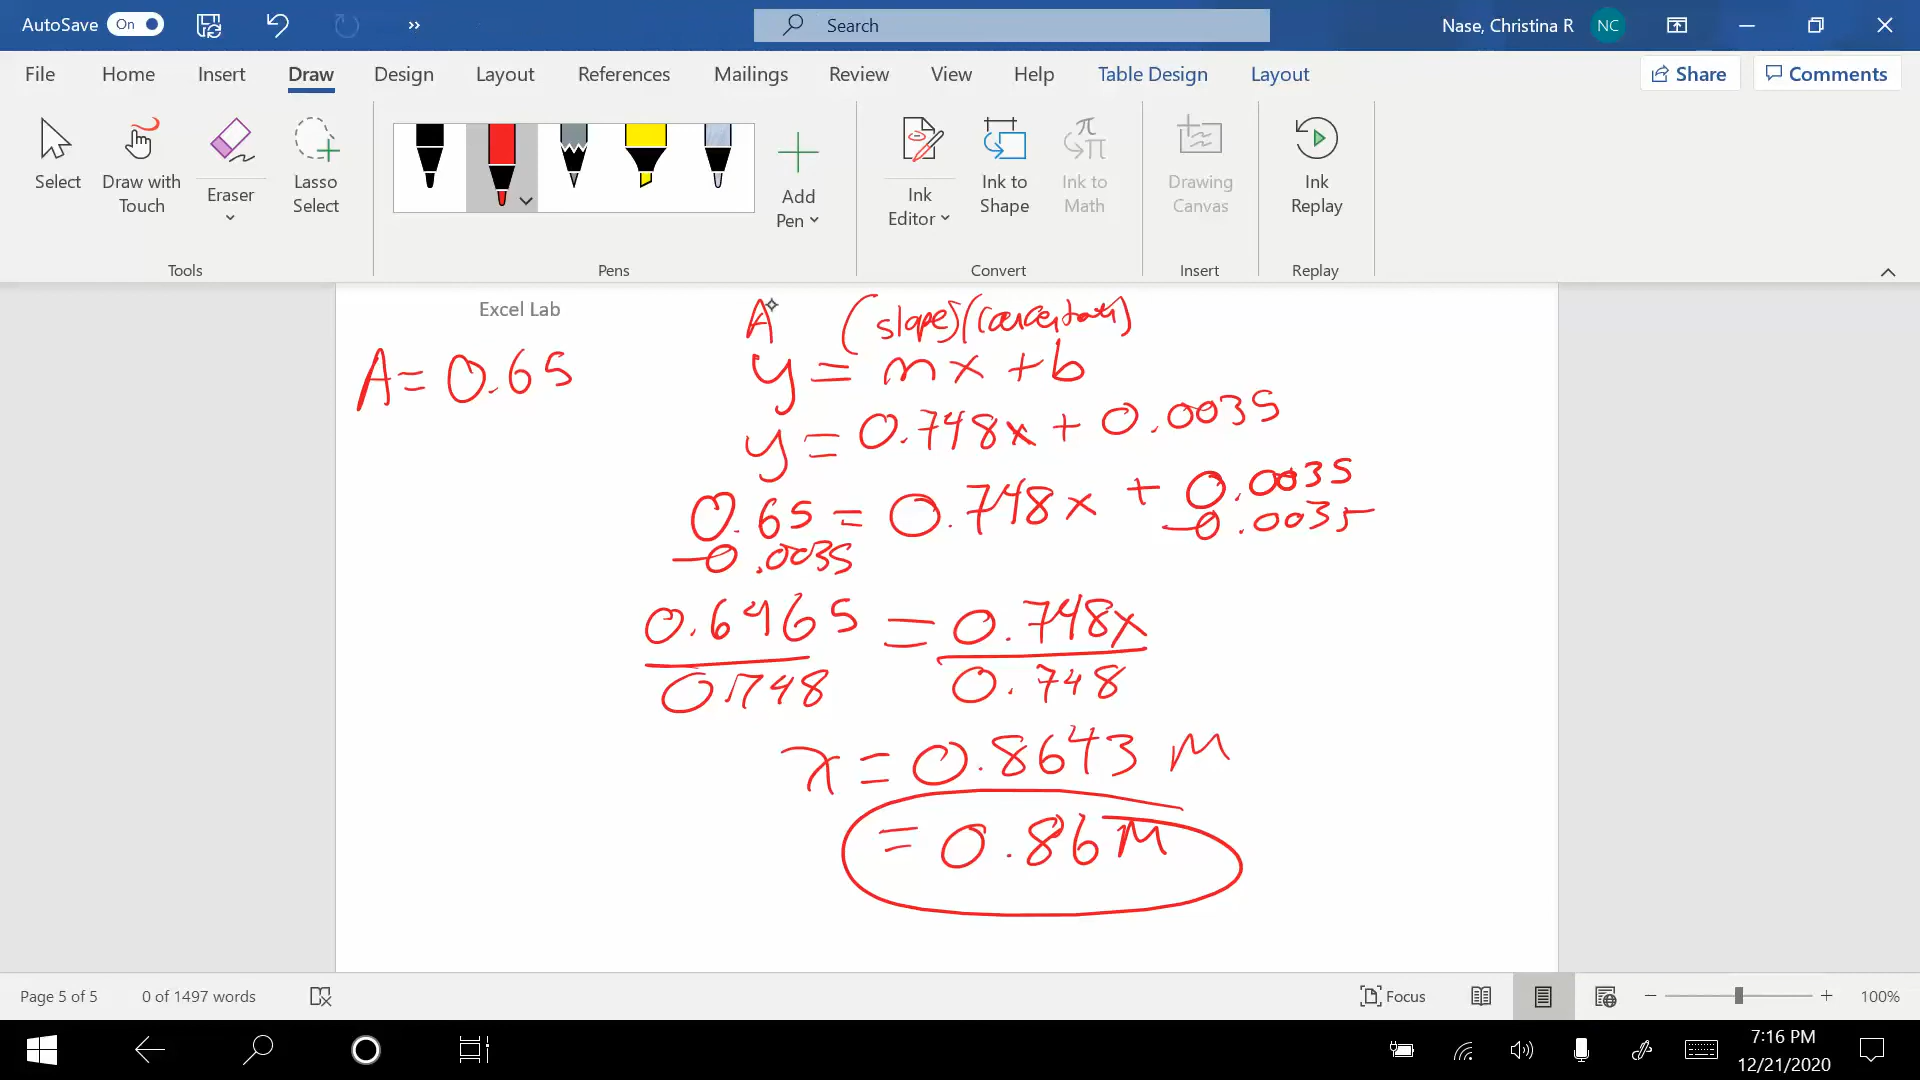 AutoSave On Search Nase, Christina R NC
File Home Insert Draw Design Layout References Mailings Review View Help Table Design Layout Share Comments
Select
Draw with Touch
Eraser
Lasso Select
Add Pen
Ink Editor
Ink to Shape
Ink to Math
Drawing Canvas
Ink Replay
Tools Pens Convert Insert Replay
Excel Lab
A (slope)(concentration)
A = 0.65
y = mx + b
y = 0.748x + 0.0035
0.65 = 0.748x + 0.0035
-0.0035 -0.0035
0.6465 = 0.748x
0.748 0.748
x = 0.8643 M
= 0.86 M
Page 5 of 5 0 of 1497 words Focus 100%
7:16 PM
12/21/2020